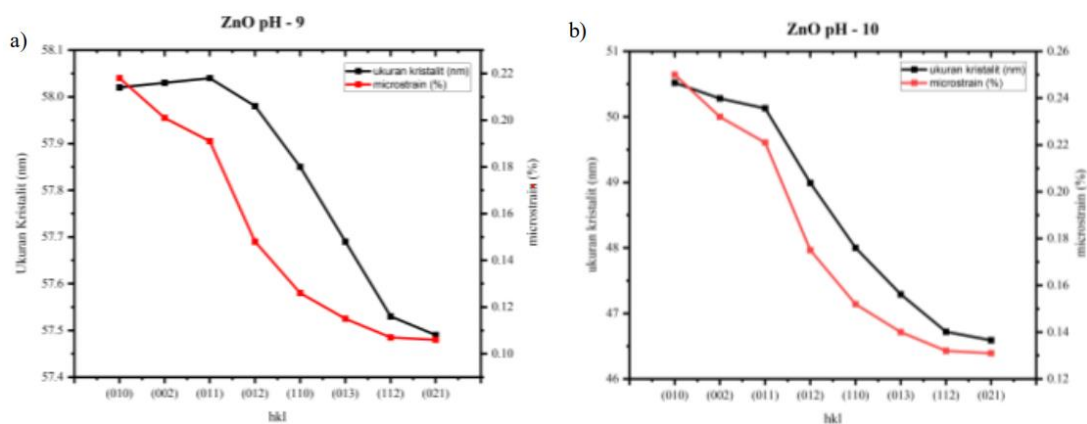 a)
ZnO pH - 9
ukuran kristalit (nm)
microstrain (%)
58.1
58.0
57.9
57.8
57.7
57.6
57.5
57.4
Ukuran Kristalit (nm)
0.22
0.20
0.18
0.16
0.14
0.12
0.10
microstrain (%)
(010) (002) (011) (012) (110) (013) (112) (021)
hkl
b)
ZnO pH - 10
ukuran kristalit (nm)
microstrain (%)
51
50
49
48
47
46
ukuran kristalit (nm)
0.26
0.24
0.22
0.20
0.18
0.16
0.14
0.12
microstrain (%)
(010) (002) (011) (012) (110) (013) (112) (021)
hkl